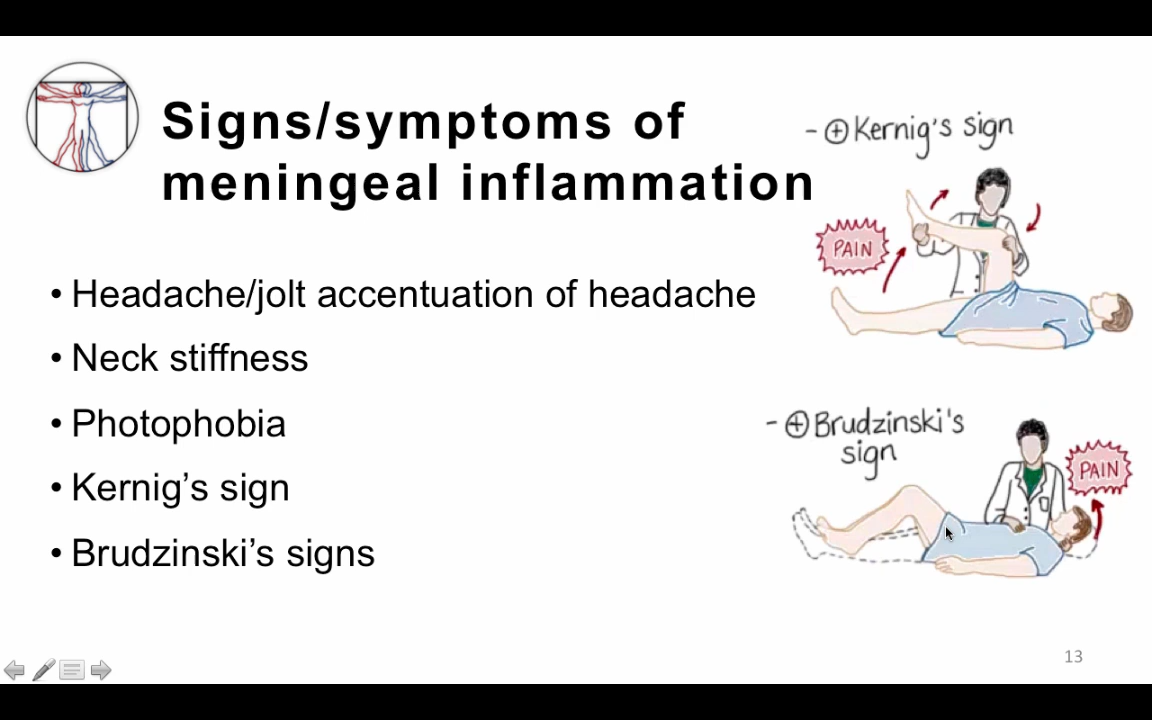 Signs/symptoms of
meningeal inflammation
• Headache/jolt accentuation of headache
• Neck stiffness
• Photophobia
• Kernig’s sign
• Brudzinski’s signs
- ⊕ Kernig's sign
PAIN
- ⊕ Brudzinski's
sign
PAIN
13